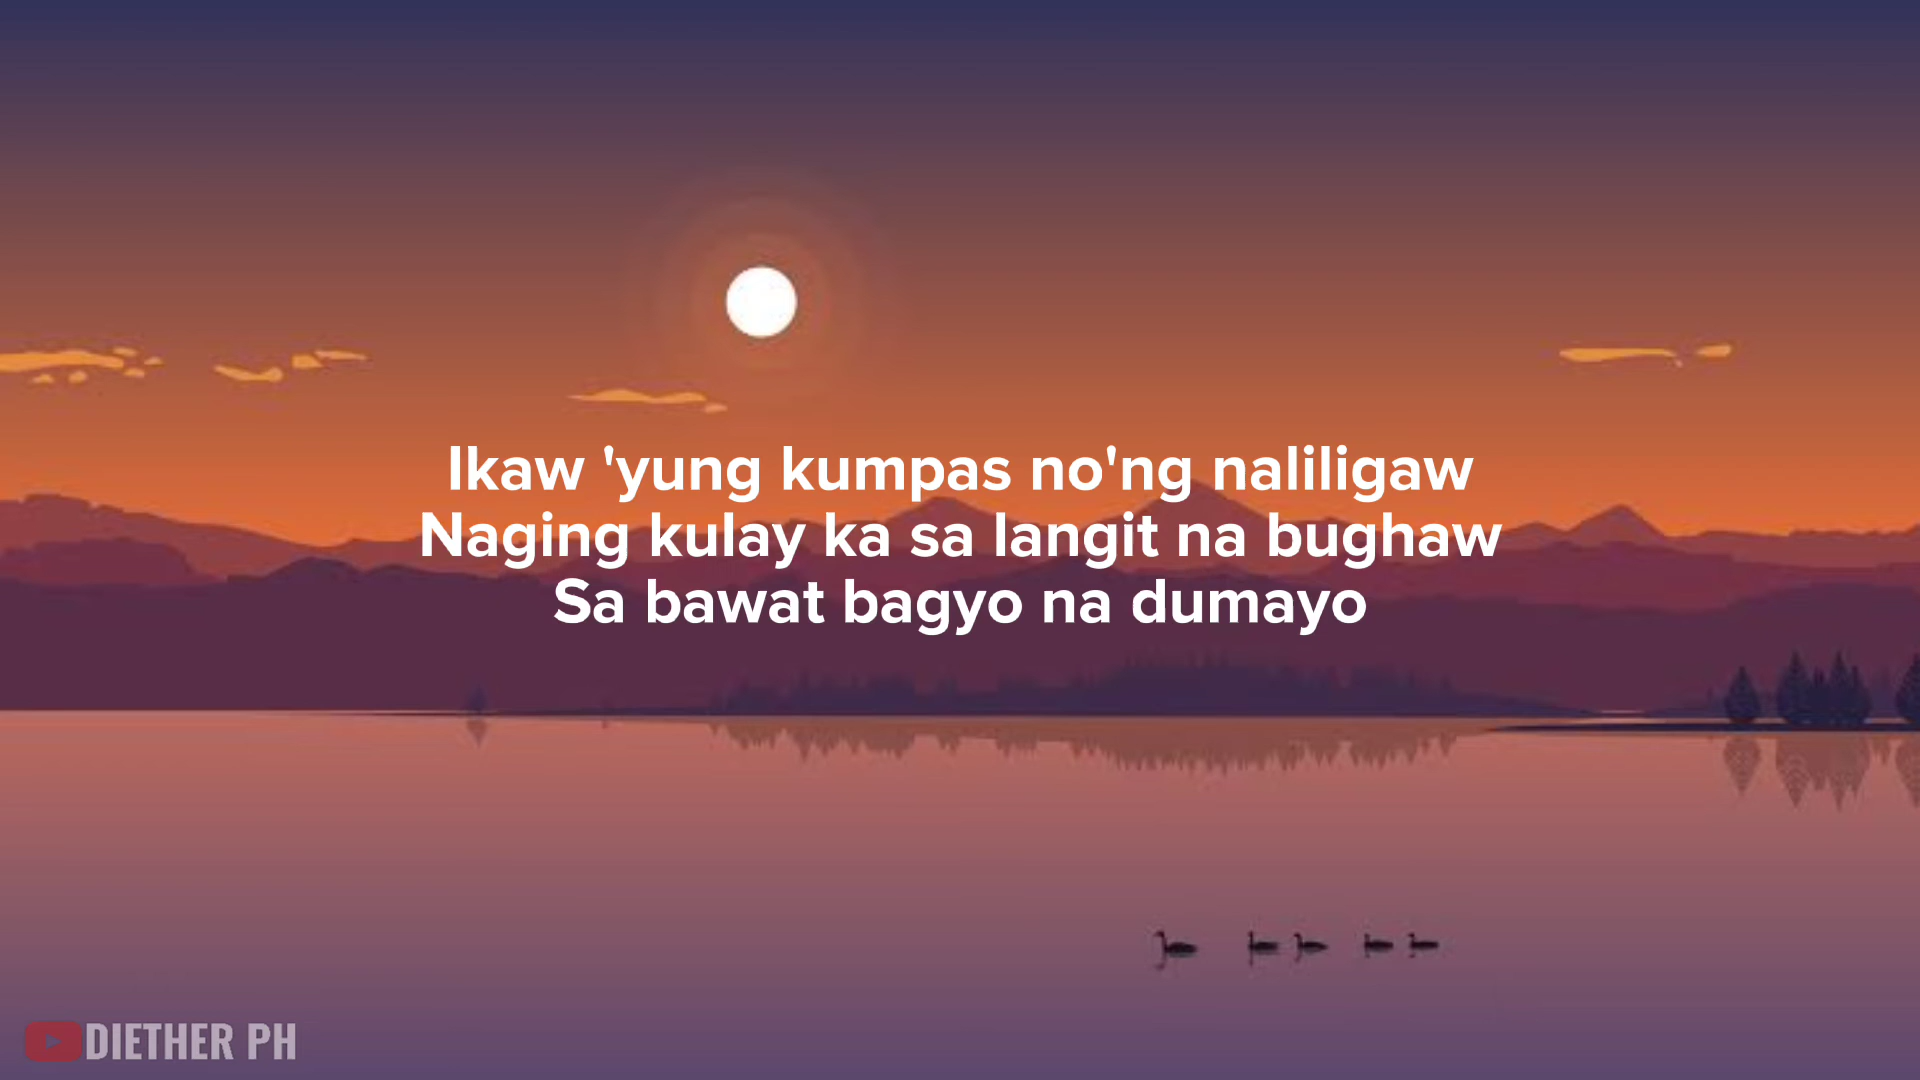 Ikaw 'yung kumpas no'ng naliligaw
Naging kulay ka sa langit na bughaw
Sa bawat bagyo na dumayo
DIETHER PH